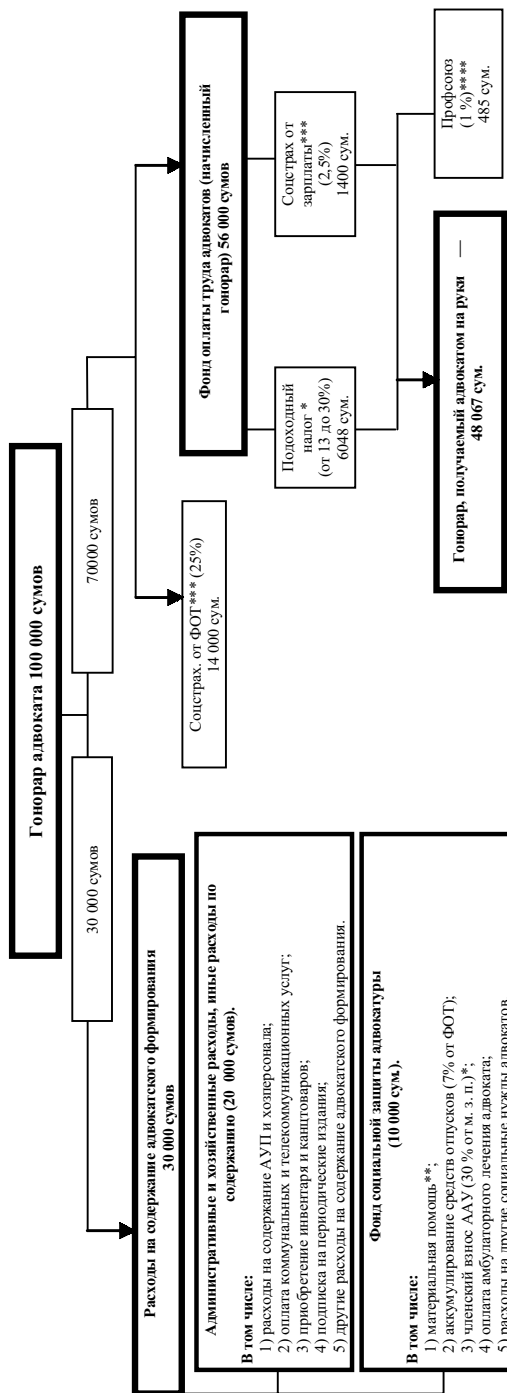 Гонорар адвоката 100 000 сумов
30 000 сумов
70000 сумов
Расходы на содержание адвокатского формирования
30 000 сумов
Административные и хозяйственные расходы, иные расходы по
содержанию (20 000 сумов).
В том числе:
1) расходы на содержание АУП и хозперсонала;
2) оплата коммунальных и телекоммуникационных услуг;
3) приобретение инвентаря и канцтоваров;
4) подписка на периодические издания;
5) другие расходы на содержание адвокатского формирования.
Фонд социальной защиты адвокатуры
(10 000 сум.).
В том числе:
1) материальная помощь**;
2) аккумулирование средств отпусков (7% от ФОТ);
3) членский взнос ААУ (30 % от м. з. п.)*;
4) оплата амбулаторного лечения адвоката;
5) расходы на другие социальные нужды адвокатов
Соцстрах. от ФОТ*** (25%)
14 000 сум.
Фонд оплаты труда адвокатов (начисленный
гонорар) 56 000 сумов
Подоходный
налог *
(от 13 до 30%)
6048 сум.
Соцстрах от
зарплаты***
(2,5%)
1400 сум.
Гонорар, получаемый адвокатом на руки —
48 067 сум.
Профсоюз
(1 %)****
485 сум.